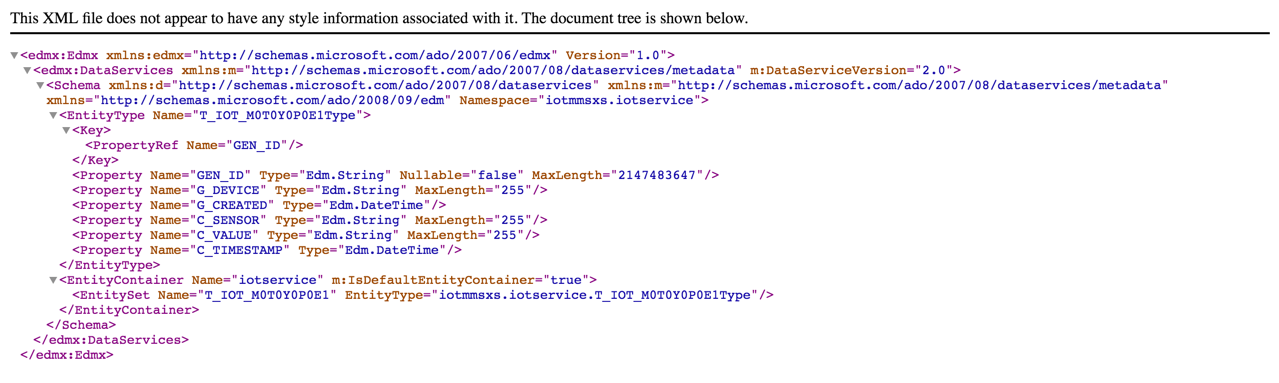 This XML file does not appear to have any style information associated with it. The document tree is shown below.
<edmx:Edmx xmlns:edmx="http://schemas.microsoft.com/ado/2007/06/edmx" Version="1.0">
<edmx:DataServices xmlns:m="http://schemas.microsoft.com/ado/2007/08/dataservices/metadata" m:DataServiceVersion="2.0">
<Schema xmlns:d="http://schemas.microsoft.com/ado/2007/08/dataservices" xmlns:m="http://schemas.microsoft.com/ado/2007/08/dataservices/metadata"
xmlns="http://schemas.microsoft.com/ado/2008/09/edm" Namespace="iotmmsxs.iotservice">
<EntityType Name="T_IOT_M0T0Y0P0E1Type">
<Key>
<PropertyRef Name="GEN_ID"/>
</Key>
<Property Name="GEN_ID" Type="Edm.String" Nullable="false" MaxLength="2147483647"/>
<Property Name="G_DEVICE" Type="Edm.String" MaxLength="255"/>
<Property Name="G_CREATED" Type="Edm.DateTime"/>
<Property Name="C_SENSOR" Type="Edm.String" MaxLength="255"/>
<Property Name="C_VALUE" Type="Edm.String" MaxLength="255"/>
<Property Name="C_TIMESTAMP" Type="Edm.DateTime"/>
</EntityType>
<EntityContainer Name="iotservice" m:IsDefaultEntityContainer="true">
<EntitySet Name="T_IOT_M0T0Y0P0E1" EntityType="iotmmsxs.iotservice.T_IOT_M0T0Y0P0E1Type"/>
</EntityContainer>
</Schema>
</edmx:DataServices>
</edmx:Edmx>